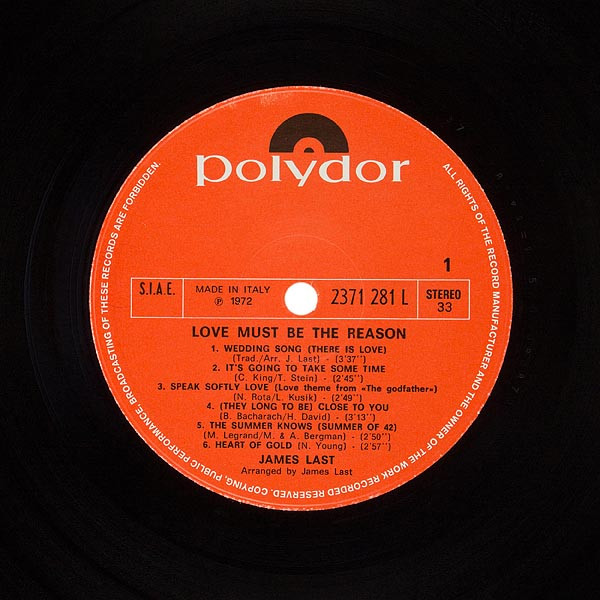 polydor
1
S.I.A.E.
MADE IN ITALY
℗ 1972
2371 281 L
STEREO
33
LOVE MUST BE THE REASON
1. WEDDING SONG (THERE IS LOVE)
(Trad./Arr. J. Last) - (3'37'')
2. IT'S GOING TO TAKE SOME TIME
(C. King/T. Stein) - (2'45'')
3. SPEAK SOFTLY LOVE (Love theme from «The godfather»)
(N. Rota/L. Kusik) - (2'49'')
4. (THEY LONG TO BE) CLOSE TO YOU
(B. Bacharach/H. David) - (3'13'')
5. THE SUMMER KNOWS (SUMMER OF 42)
(M. Legrand/M. & A. Bergman) - (2'50'')
6. HEART OF GOLD (N. Young) - (2'57'')
JAMES LAST
Arranged by James Last
ALL RIGHTS OF THE RECORD MANUFACTURER AND THE OWNER OF THE WORK RECORDED RESERVED. COPYING, PUBLIC PERFORMANCE BROADCASTING OF THESE RECORDS ARE FORBIDDEN.